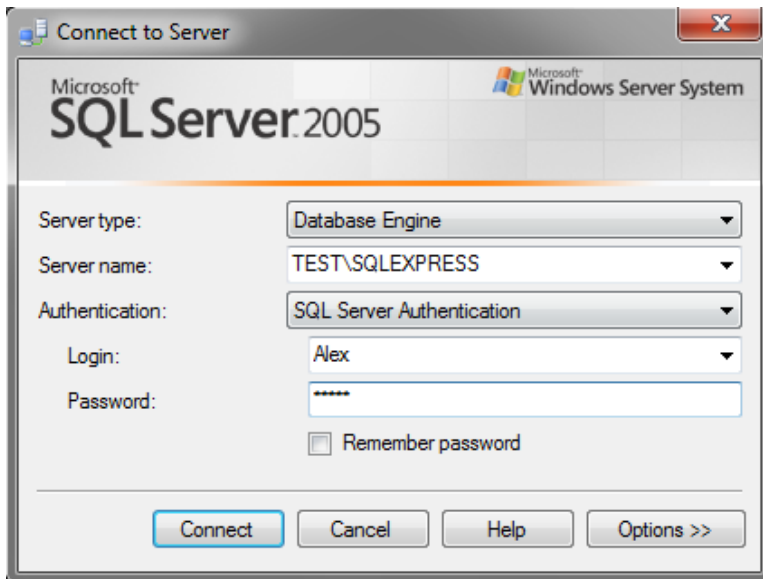 Connect to Server
Microsoft
SQL Server 2005
Microsoft
Windows Server System
Server type: Database Engine
Server name: TEST\SQLEXPRESS
Authentication: SQL Server Authentication
Login: Alex
Password: *****
Remember password
Connect Cancel Help Options >>